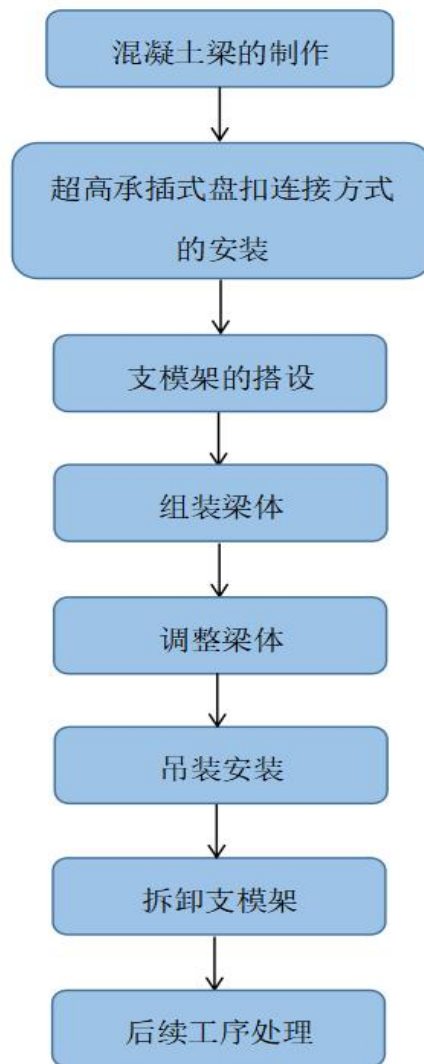 混凝土梁的制作
超高承插式盘扣连接方式
的安装
支模架的搭设
组装梁体
调整梁体
吊装安装
拆卸支模架
后续工序处理